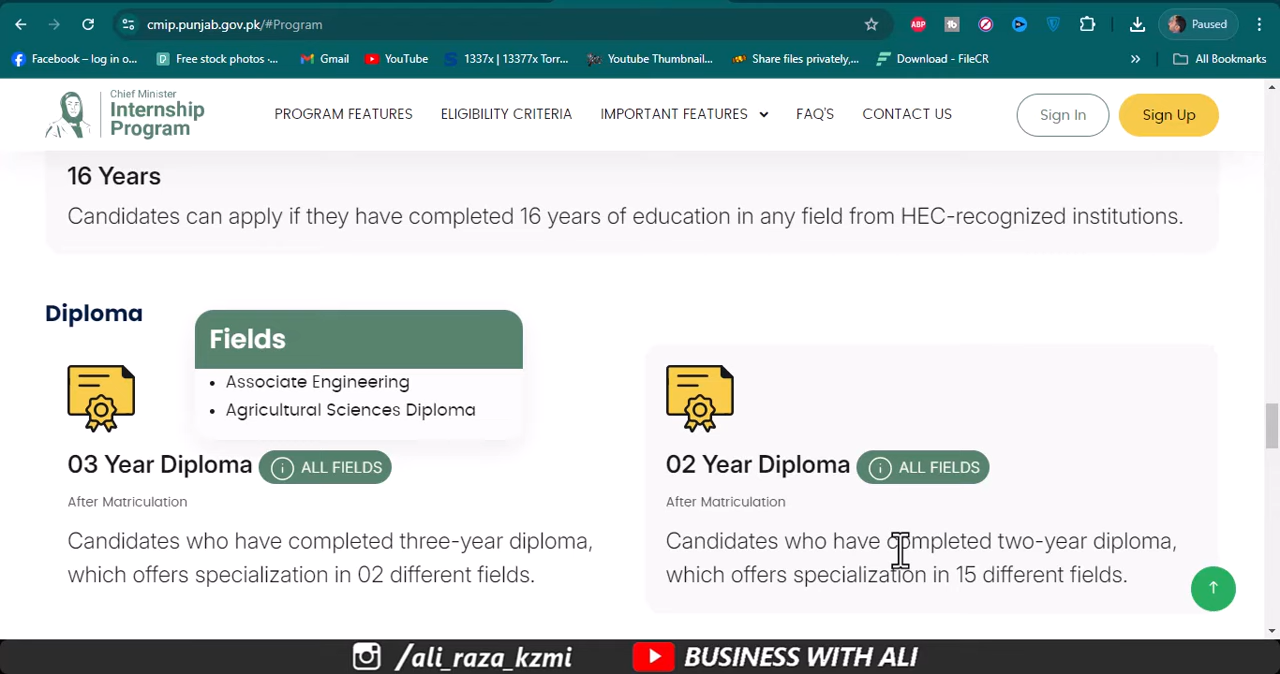 cmip.punjab.gov.pk/#Program
ABP
Paused
Facebook – log in o...
Free stock photos -...
Gmail
YouTube
1337x | 13377x Torr...
Youtube Thumbnail...
Share files privately,...
Download - FileCR
»
All Bookmarks
Chief Minister
Internship
Program
PROGRAM FEATURES
ELIGIBILITY CRITERIA
IMPORTANT FEATURES
FAQ'S
CONTACT US
Sign In
Sign Up
16 Years
Candidates can apply if they have completed 16 years of education in any field from HEC-recognized institutions.
Diploma
Fields
• Associate Engineering
• Agricultural Sciences Diploma
03 Year Diploma
ALL FIELDS
After Matriculation
Candidates who have completed three-year diploma,
which offers specialization in 02 different fields.
02 Year Diploma
ALL FIELDS
After Matriculation
Candidates who have completed two-year diploma,
which offers specialization in 15 different fields.
/ali_raza_kzmi
BUSINESS WITH ALI